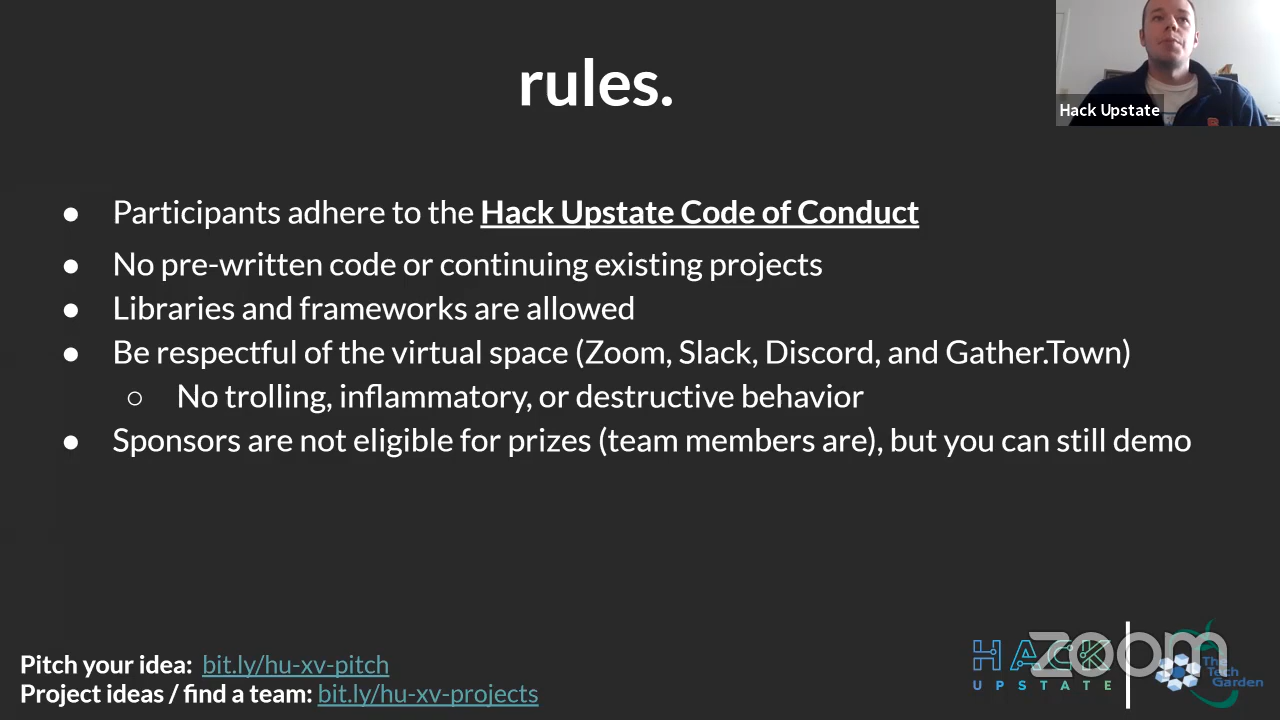 rules.
Hack Upstate
● Participants adhere to the Hack Upstate Code of Conduct
● No pre-written code or continuing existing projects
● Libraries and frameworks are allowed
● Be respectful of the virtual space (Zoom, Slack, Discord, and Gather.Town)
○ No trolling, inflammatory, or destructive behavior
● Sponsors are not eligible for prizes (team members are), but you can still demo
Pitch your idea: bit.ly/hu-xv-pitch
Project ideas / find a team: bit.ly/hu-xv-projects
HACK
UPSTATE
zoom
The
Tech
Garden